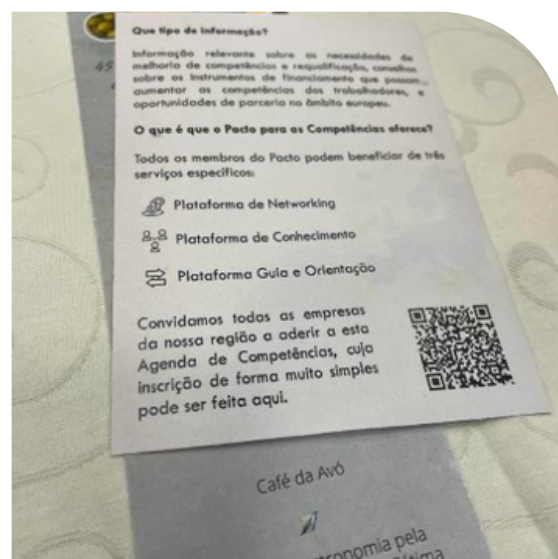 Que tipo de informação?
Informação relevante sobre as necessidades de
melhoria de competências e requalificação, conselhos
sobre os instrumentos de financiamento que possam
aumentar as competências dos trabalhadores, e
oportunidades de parceria no âmbito europeu.
O que é que o Pacto para as Competências oferece?
Todos os membros do Pacto podem beneficiar de três
serviços específicos:
Plataforma de Networking
Plataforma de Conhecimento
Plataforma Guia e Orientação
Convidamos todas as empresas
da nossa região a aderir a esta
Agenda de Competências, cuja
inscrição de forma muito simples
pode ser feita aqui.
45
Café da Avó
pela